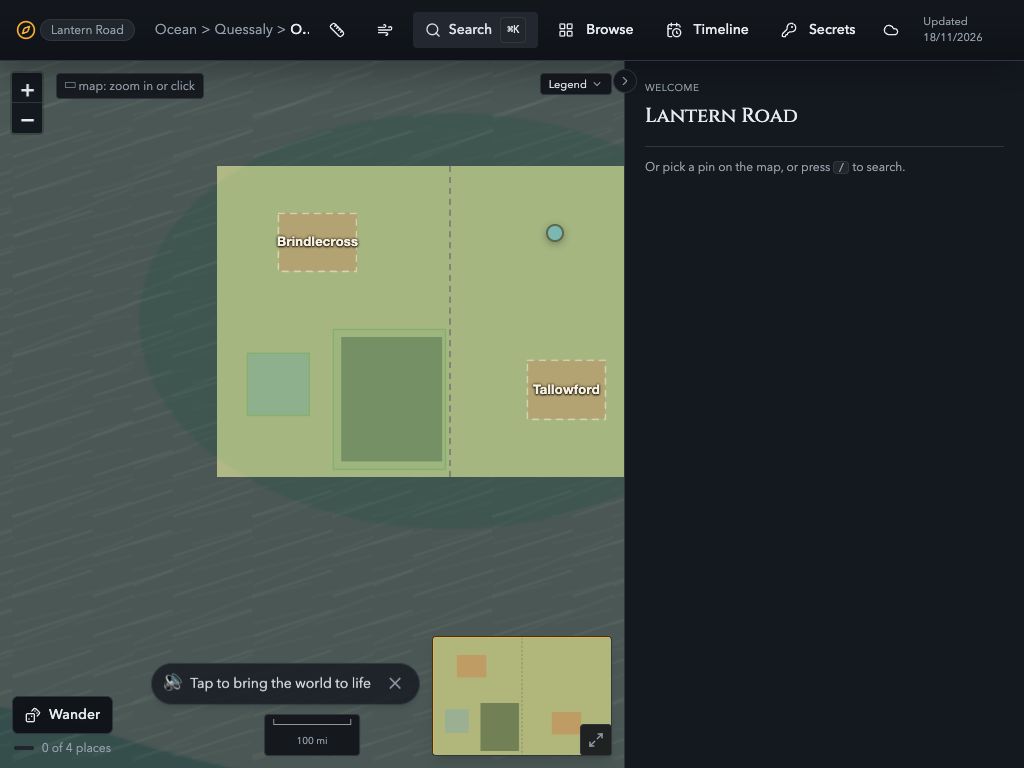 Lantern Road
Ocean > Quessaly > O..
Search ⌘K
Browse
Timeline
Secrets
Updated
18/11/2026
+
−
map: zoom in or click
Legend
WELCOME
Lantern Road
Or pick a pin on the map, or press / to search.
Brindlecross
Tallowford
Tap to bring the world to life
Wander
0 of 4 places
100 mi